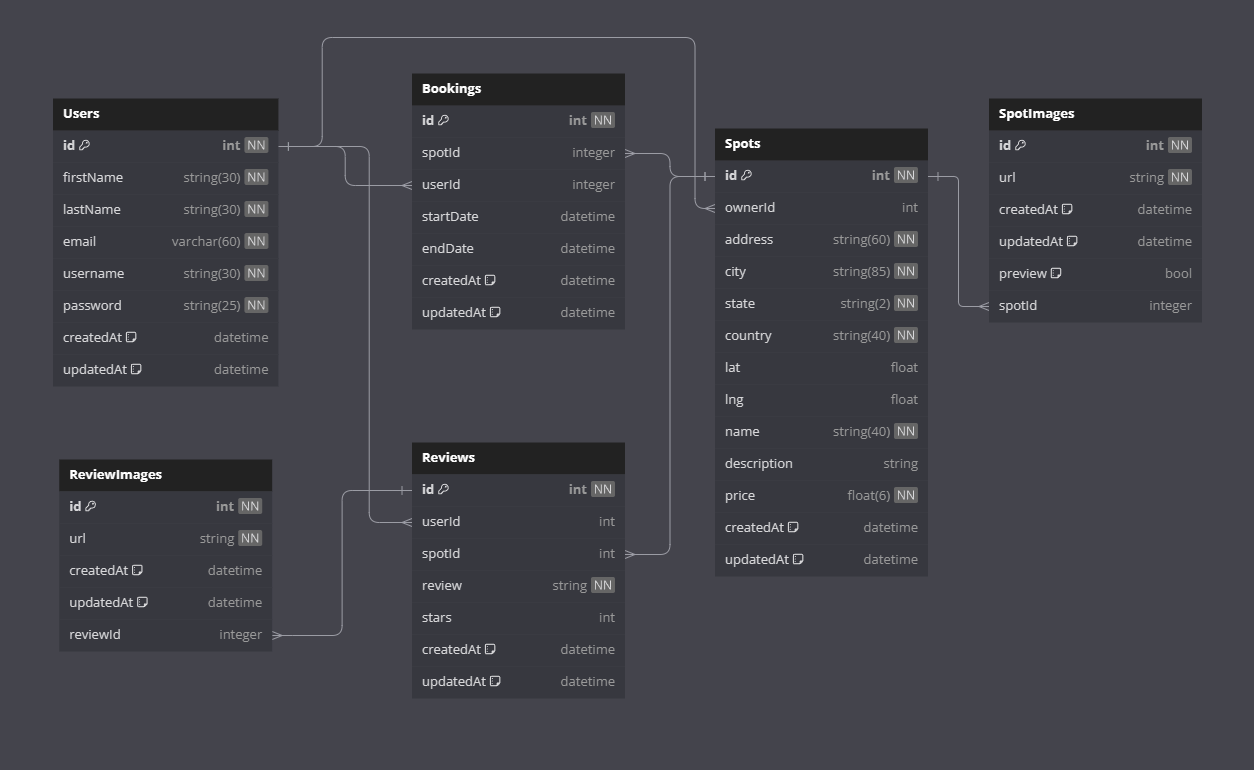 Users
id int NN
firstName string(30) NN
lastName string(30) NN
email varchar(60) NN
username string(30) NN
password string(25) NN
createdAt datetime
updatedAt datetime
Bookings
id int NN
spotId integer
userId integer
startDate datetime
endDate datetime
createdAt datetime
updatedAt datetime
Spots
id int NN
ownerId int
address string(60) NN
city string(85) NN
state string(2) NN
country string(40) NN
lat float
lng float
name string(40) NN
description string
price float(6) NN
createdAt datetime
updatedAt datetime
SpotImages
id int NN
url string NN
createdAt datetime
updatedAt datetime
preview bool
spotId integer
ReviewImages
id int NN
url string NN
createdAt datetime
updatedAt datetime
reviewId integer
Reviews
id int NN
userId int
spotId int
review string NN
stars int
createdAt datetime
updatedAt datetime